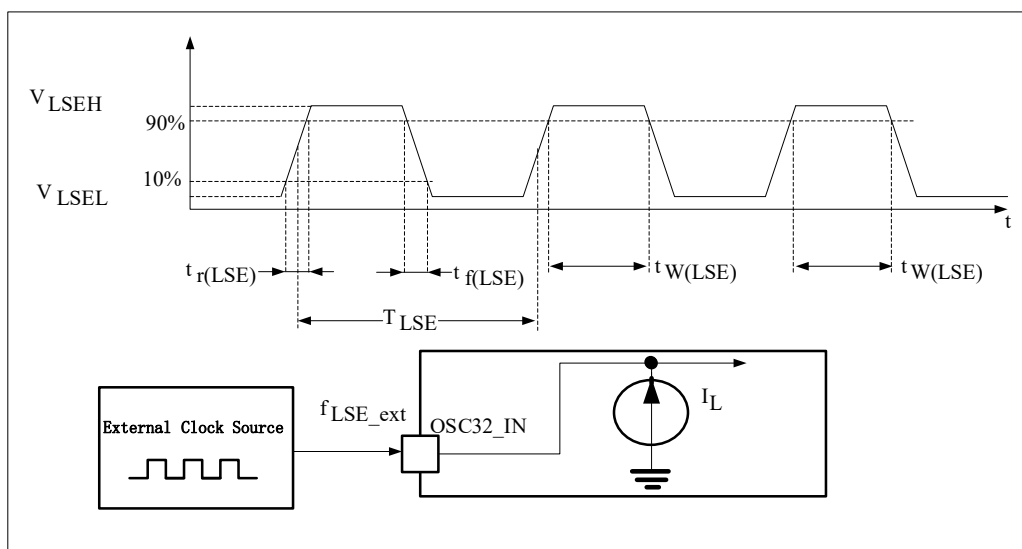 V LSEH
90%
10%
V LSEL
t
t r(LSE)
t f(LSE)
t W(LSE)
t W(LSE)
T LSE
f LSE_ext
OSC32_IN
I L
External Clock Source